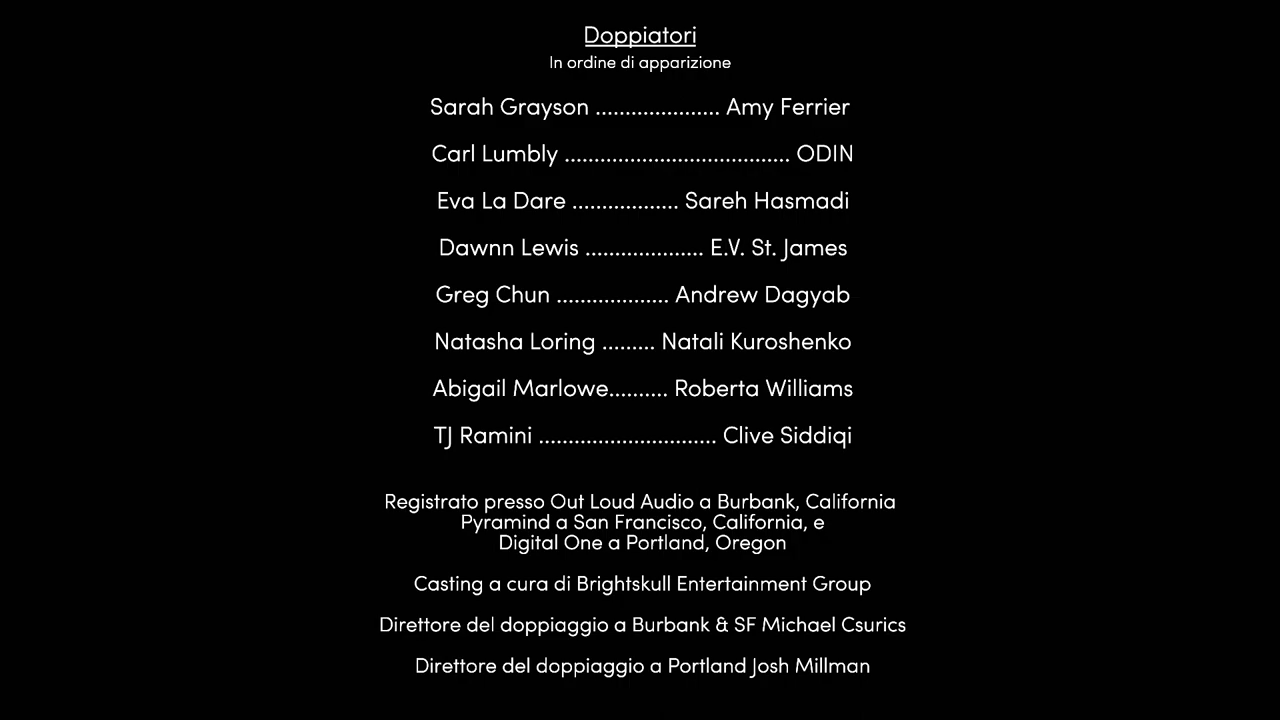 Doppiatori
In ordine di apparizione
Sarah Grayson ..................... Amy Ferrier
Carl Lumbly ...................................... ODIN
Eva La Dare .................. Sareh Hasmadi
Dawnn Lewis .................... E.V. St. James
Greg Chun ................... Andrew Dagyab
Natasha Loring ......... Natali Kuroshenko
Abigail Marlowe.......... Roberta Williams
TJ Ramini .............................. Clive Siddiqi
Registrato presso Out Loud Audio a Burbank, California
Pyramind a San Francisco, California, e
Digital One a Portland, Oregon
Casting a cura di Brightskull Entertainment Group
Direttore del doppiaggio a Burbank & SF Michael Csurics
Direttore del doppiaggio a Portland Josh Millman